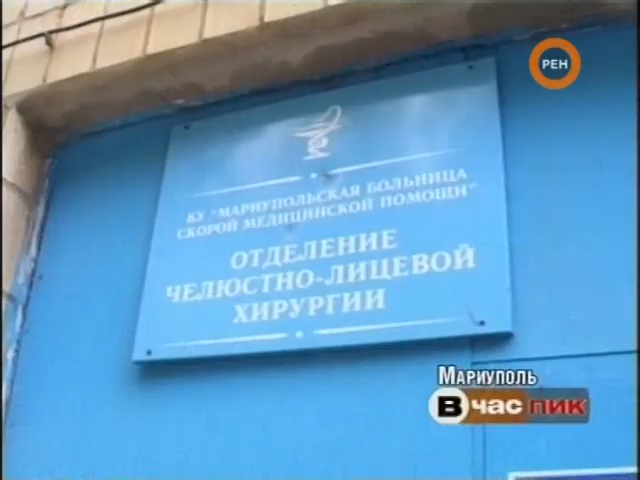 РЕН
КУ "МАРИУПОЛЬСКАЯ БОЛЬНИЦА
СКОРОЙ МЕДИЦИНСКОЙ ПОМОЩИ"
ОТДЕЛЕНИЕ
ЧЕЛЮСТНО-ЛИЦЕВОЙ
ХИРУРГИИ
МАРИУПОЛЬ
В час пик